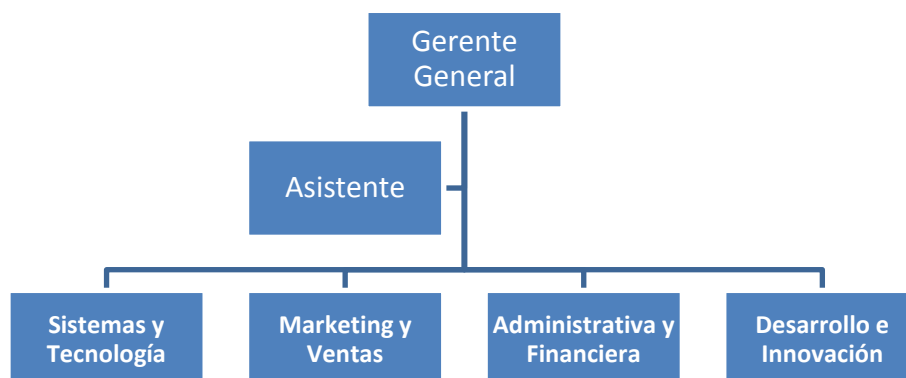 Gerente
General
Asistente
Sistemas y
Tecnología
Marketing y
Ventas
Administrativa y
Financiera
Desarrollo e
Innovación